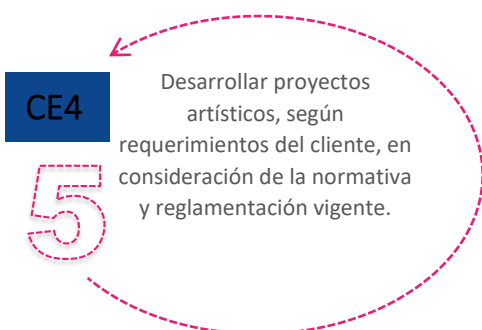 CE4
5
Desarrollar proyectos
artísticos, según
requerimientos del cliente, en
consideración de la normativa
y reglamentación vigente.